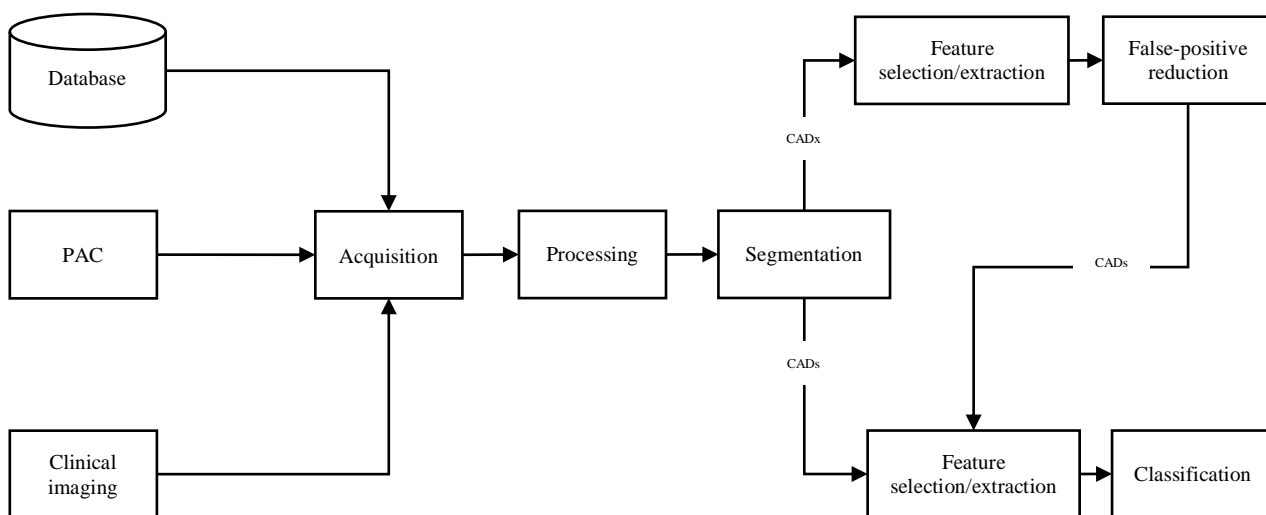 Database
PAC
Clinical
imaging
Acquisition
Processing
Segmentation
CADx
CADs
Feature
selection/extraction
False-positive
reduction
CADs
Feature
selection/extraction
Classification